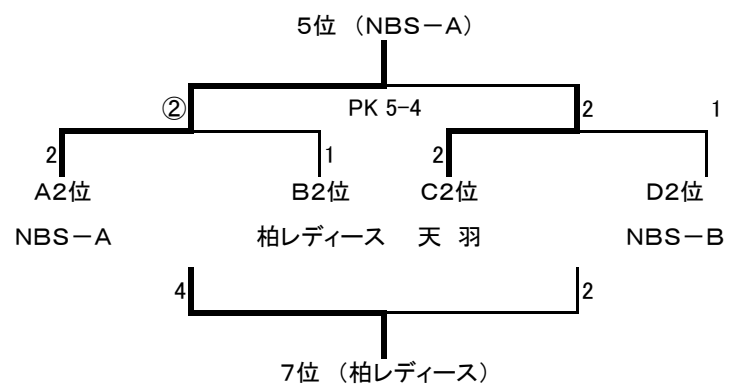 5位 （NBS－A）
② PK 5-4 2 1
2 1 2
A2位 B2位 C2位 D2位
NBS－A 柏レディース 天 羽 NBS－B
4 2
7位 （柏レディース）